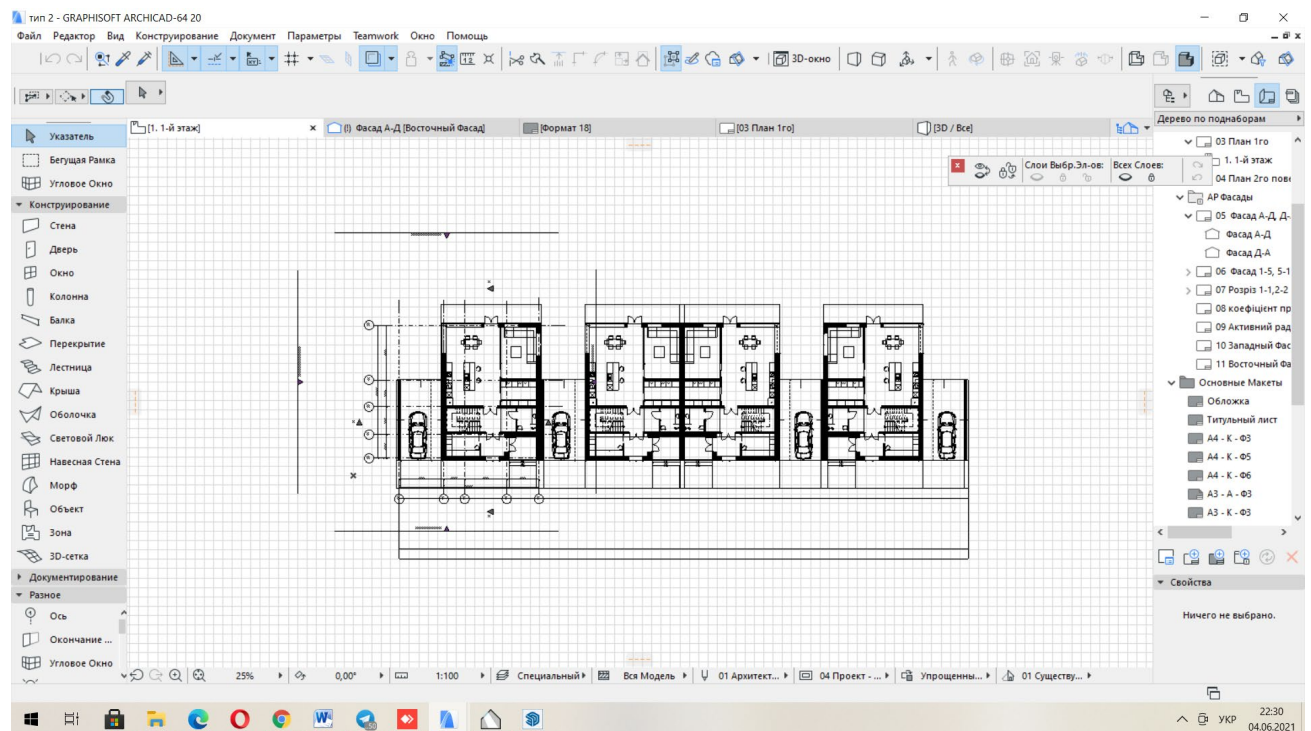 тип 2 - GRAPHISOFT ARCHICAD-64 20
Файл Редактор Вид Конструирование Документ Параметры Teamwork Окно Помощь
3D-окно
[1. 1-й этаж]
(!) Фасад А-Д [Восточный Фасад]
[Формат 18]
[03 План 1го]
[3D / Все]
Указатель
Бегущая Рамка
Угловое Окно
Конструирование
Стена
Дверь
Окно
Колонна
Балка
Перекрытие
Лестница
Крыша
Оболочка
Световой Люк
Навесная Стена
Морф
Объект
Зона
3D-сетка
Документирование
Разное
Ось
Окончание ...
Угловое Окно
Слои Выбр.Эл-ов: Всех Слоев:
Дерево по поднаборам
03 План 1го
1. 1-й этаж
04 План 2го пове
АР Фасады
05 Фасад А-Д, Д-
Фасад А-Д
Фасад Д-А
06 Фасад 1-5, 5-1
07 Розріз 1-1,2-2
08 коефіцієнт пр
09 Активний рад
10 Западный Фас
11 Восточный Фа
Основные Макеты
Обложка
Титульный лист
А4 - К - Ф3
А4 - К - Ф5
А4 - К - Ф6
А3 - А - Ф3
А3 - К - Ф3
Свойства
Ничего не выбрано.
25% 0,00° 1:100 Специальный Вся Модель 01 Архитект... 04 Проект - ... Упрощенны... 01 Существу...
УКР
22:30
04.06.2021